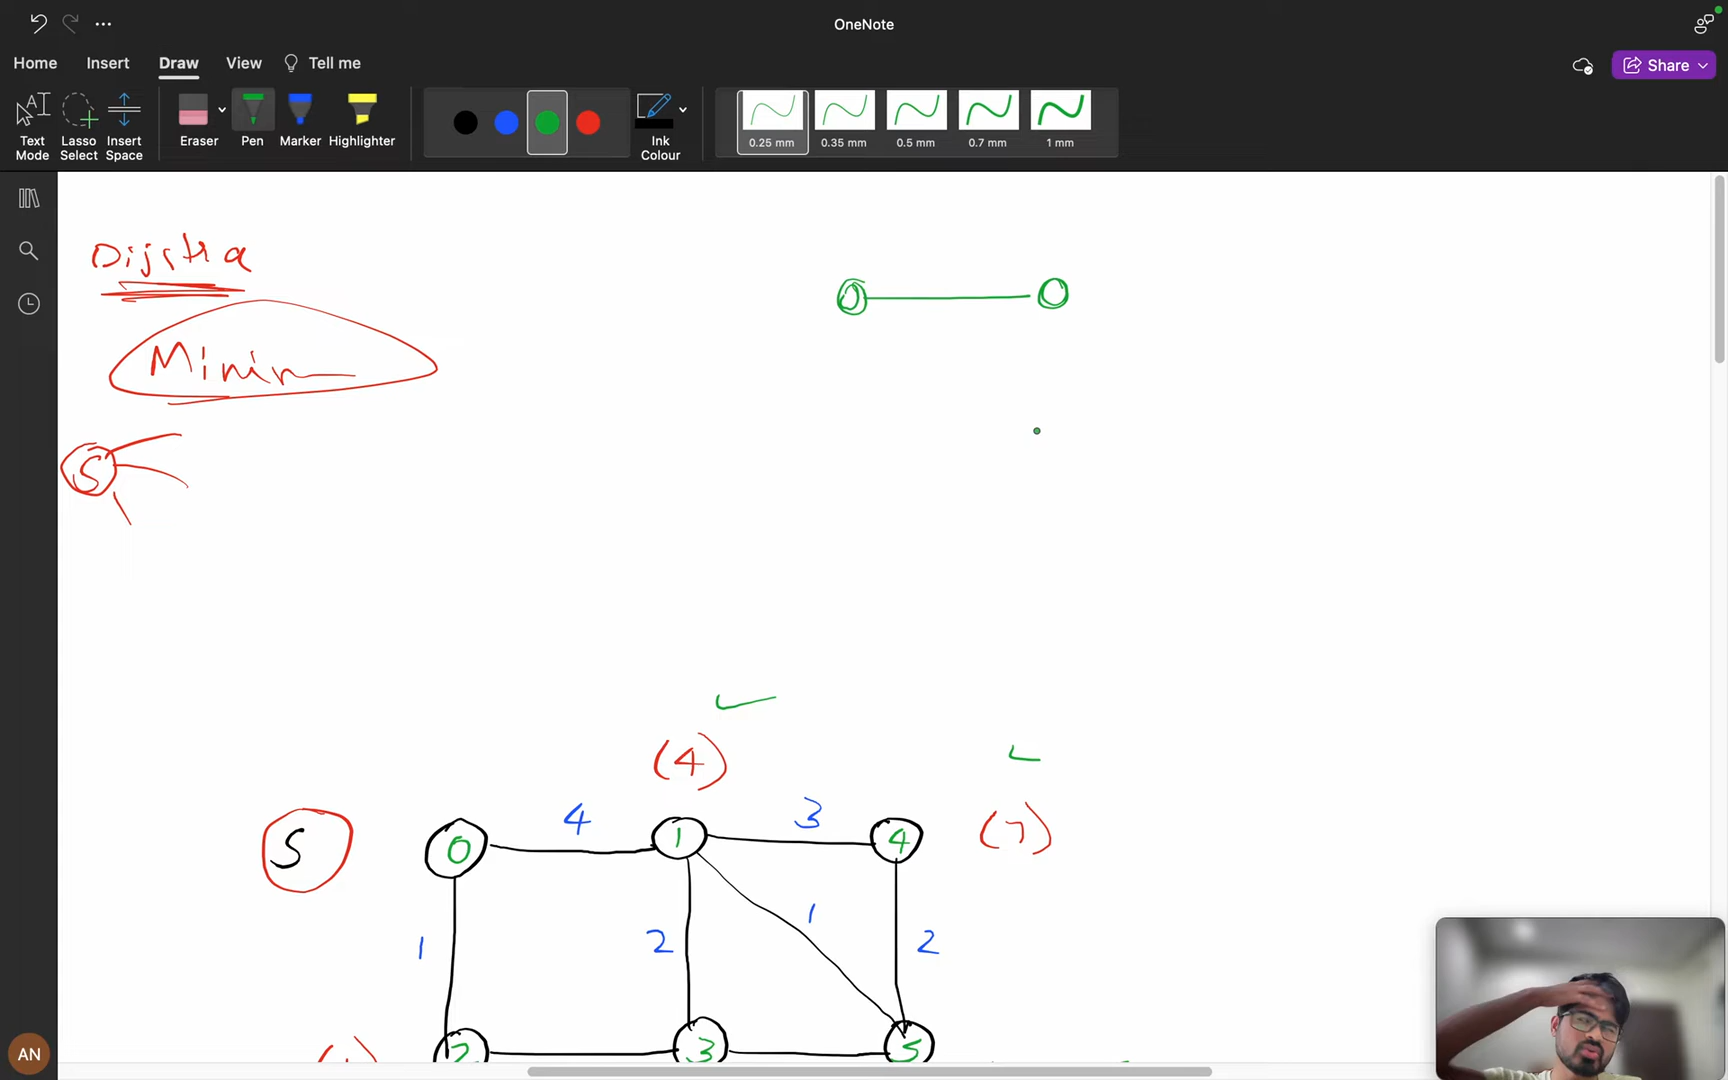 OneNote
Home Insert Draw View Tell me
Share
Text Mode
Lasso Select
Insert Space
Eraser
Pen
Marker
Highlighter
Ink Colour
0.25 mm
0.35 mm
0.5 mm
0.7 mm
1 mm
Dijstra
Minim
S
(4)
S
0
4
1
3
4
(7)
1
2
1
2
2
3
5
AN